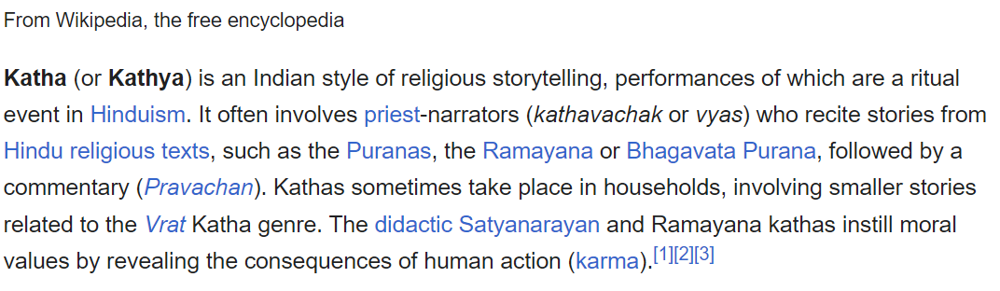 From Wikipedia, the free encyclopedia
Katha (or Kathya) is an Indian style of religious storytelling, performances of which are a ritual
event in Hinduism. It often involves priest-narrators (kathavachak or vyas) who recite stories from
Hindu religious texts, such as the Puranas, the Ramayana or Bhagavata Purana, followed by a
commentary (Pravachan). Kathas sometimes take place in households, involving smaller stories
related to the Vrat Katha genre. The didactic Satyanarayan and Ramayana kathas instill moral
values by revealing the consequences of human action (karma).[1][2][3]